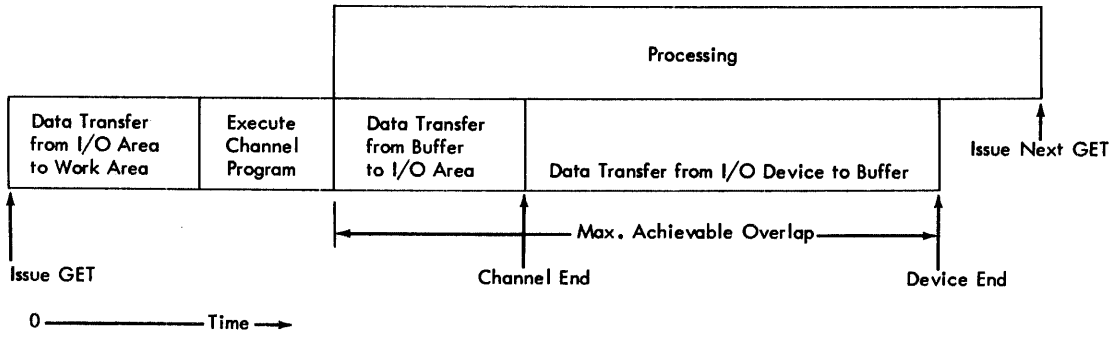 Processing
Data Transfer
from I/O Area
to Work Area
Execute
Channel
Program
Data Transfer
from Buffer
to I/O Area
Data Transfer from I/O Device to Buffer
Issue Next GET
Max. Achievable Overlap
Issue GET
Channel End
Device End
0 Time